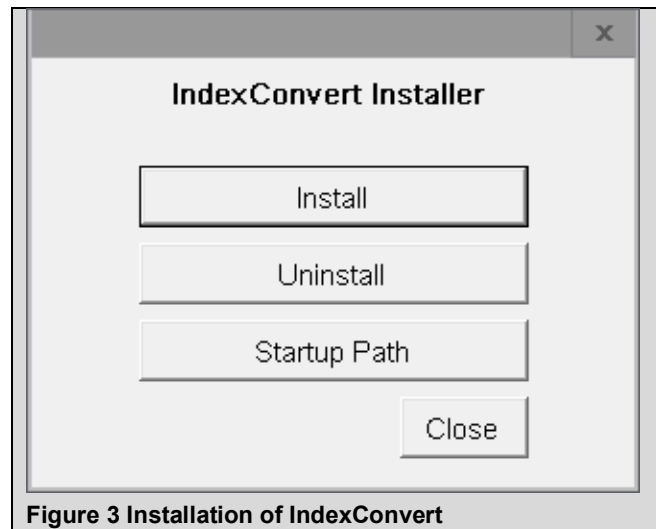 x
IndexConvert Installer
Install
Uninstall
Startup Path
Close
Figure 3 Installation of IndexConvert